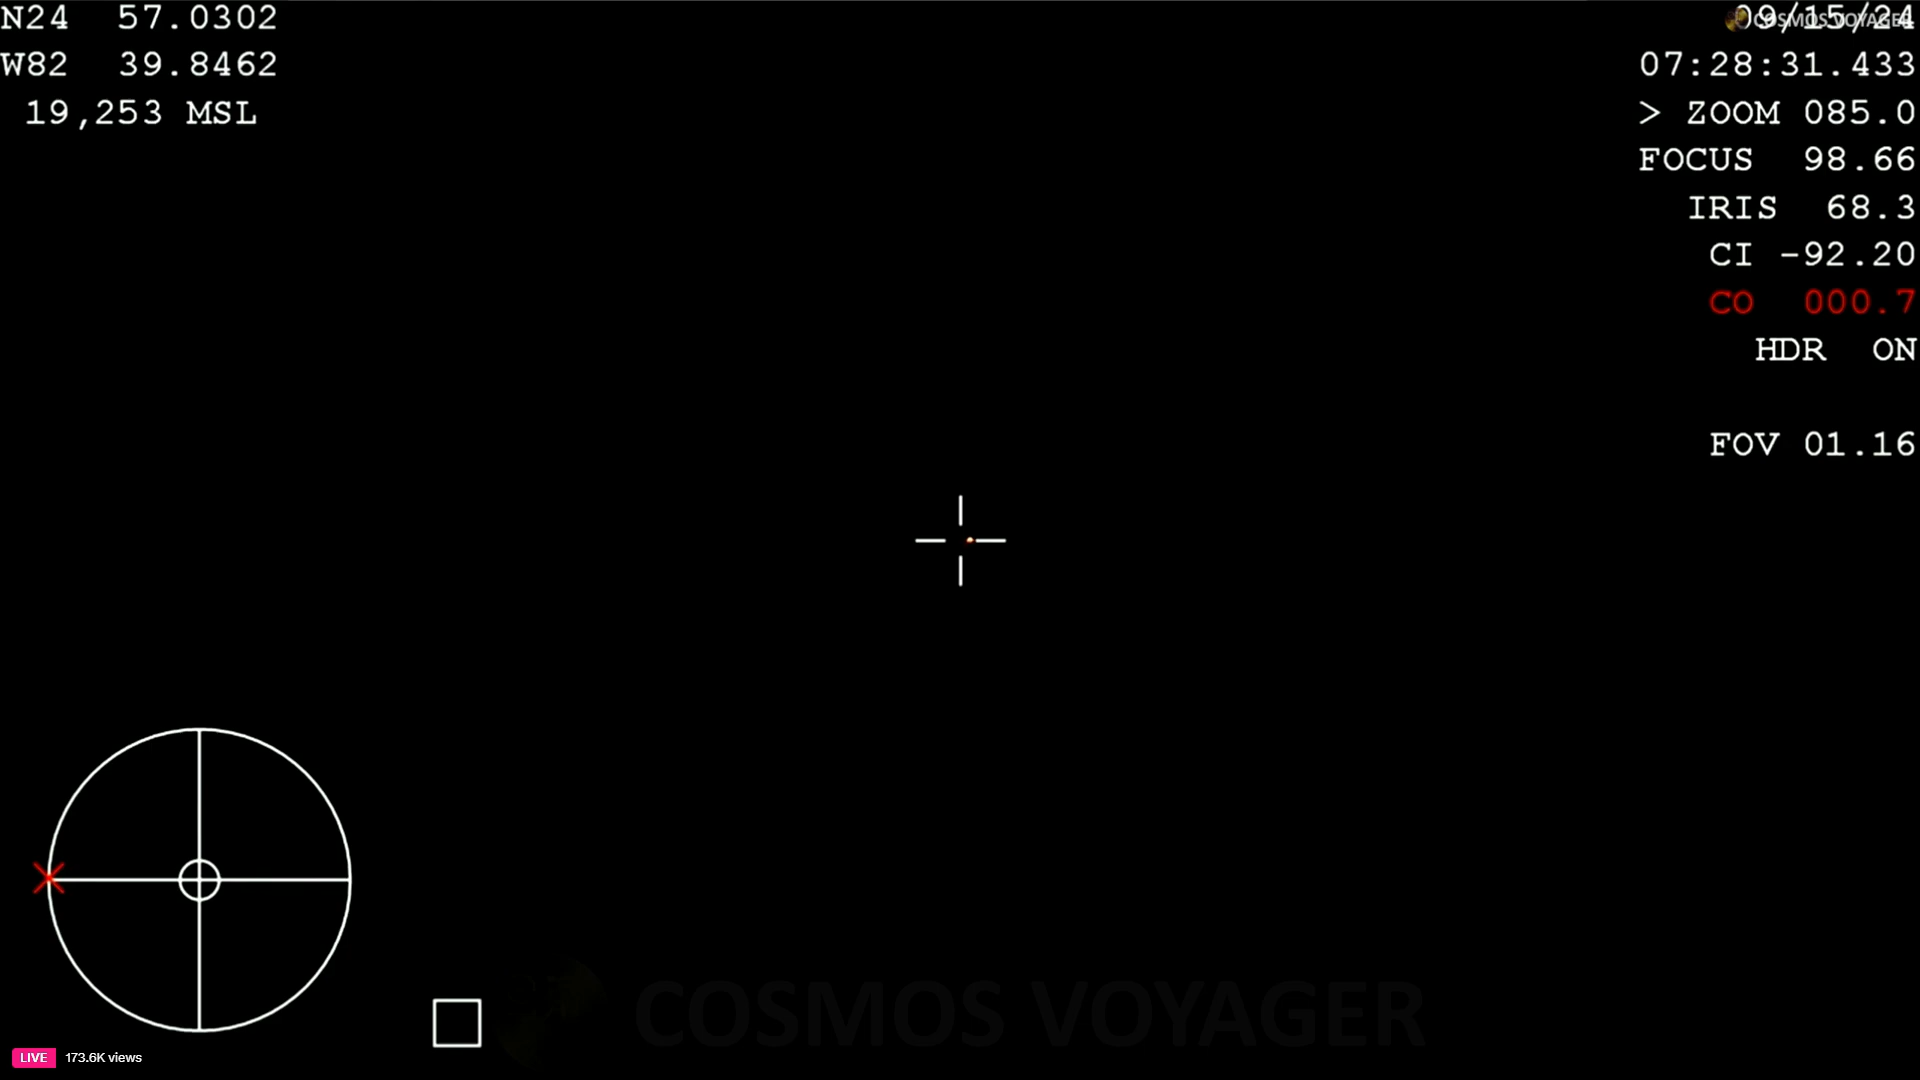 N24 57.0302
W82 39.8462
19,253 MSL
09/15/24
COSMOS VOYAGER
07:28:31.433
> ZOOM 085.0
FOCUS 98.66
IRIS 68.3
CI -92.20
CO 000.7
HDR ON
FOV 01.16
COSMOS VOYAGER
LIVE 173.6K views